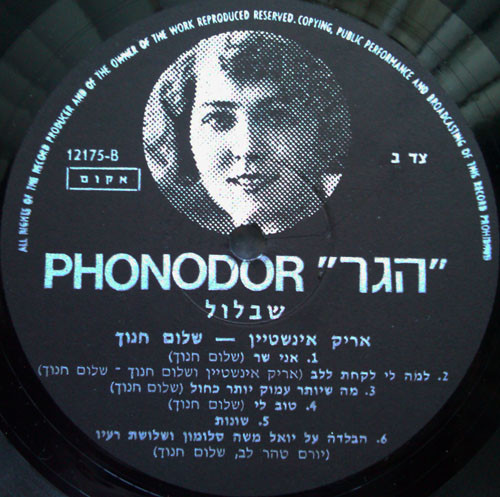 ALL RIGHTS OF THE RECORD PRODUCER AND OF THE OWNER OF THE WORK REPRODUCED RESERVED. COPYING, PUBLIC PERFORMANCE AND BROADCASTING OF THIS RECORD PROHIBITED
12175-B
צד ב
אקום
PHONODOR "הגר"
שבלול
אריק אינשטיין — שלום חנוך
1. אני שר (שלום חנוך)
2. למה לי לקחת ללב (אריק אינשטיין ושלום חנוך - שלום חנוך)
3. מה שיותר עמוק יותר כחול (שלום חנוך)
4. טוב לי (שלום חנוך)
5. שונות
6. הבלדה על יואל משה סלומון ושלושת רעיו
(יורם טהר לב, שלום חנוך)